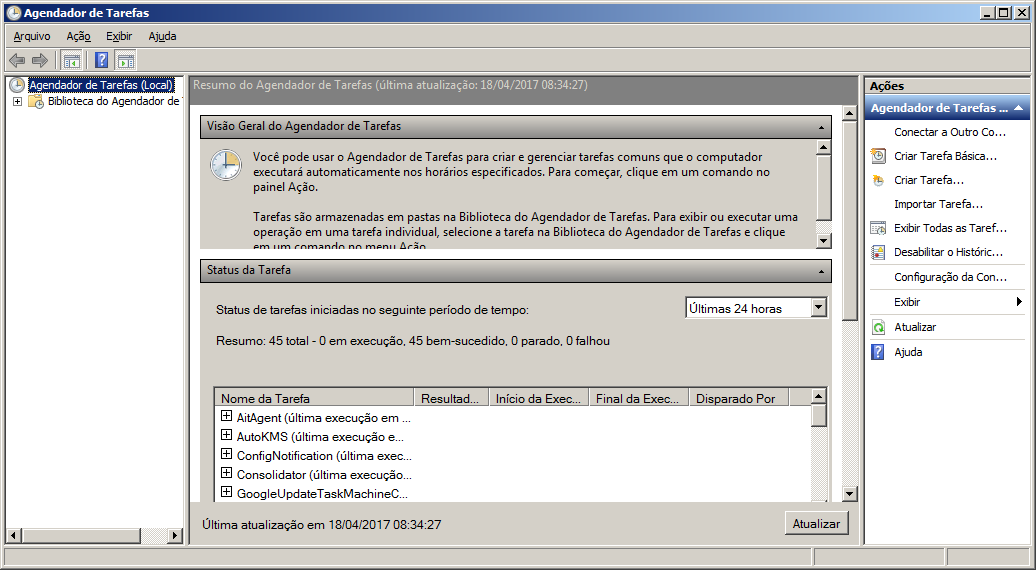 Agendador de Tarefas
Arquivo Ação Exibir Ajuda
Agendador de Tarefas (Local)
Biblioteca do Agendador de
Resumo do Agendador de Tarefas (última atualização: 18/04/2017 08:34:27)
Visão Geral do Agendador de Tarefas
Você pode usar o Agendador de Tarefas para criar e gerenciar tarefas comuns que o computador
executará automaticamente nos horários especificados. Para começar, clique em um comando no
painel Ação.
Tarefas são armazenadas em pastas na Biblioteca do Agendador de Tarefas. Para exibir ou executar uma
operação em uma tarefa individual, selecione a tarefa na Biblioteca do Agendador de Tarefas e clique
em um comando no menu Ação.
Status da Tarefa
Status de tarefas iniciadas no seguinte período de tempo:
Últimas 24 horas
Resumo: 45 total - 0 em execução, 45 bem-sucedido, 0 parado, 0 falhou
Nome da Tarefa Resultad... Início da Exec... Final da Exec... Disparado Por
AitAgent (última execução em ...
AutoKMS (última execução e...
ConfigNotification (última exec...
Consolidator (última execução...
GoogleUpdateTaskMachineC...
Última atualização em 18/04/2017 08:34:27
Atualizar
Ações
Agendador de Tarefas ...
Conectar a Outro Co...
Criar Tarefa Básica...
Criar Tarefa...
Importar Tarefa...
Exibir Todas as Taref...
Desabilitar o Históric...
Configuração da Con...
Exibir
Atualizar
Ajuda